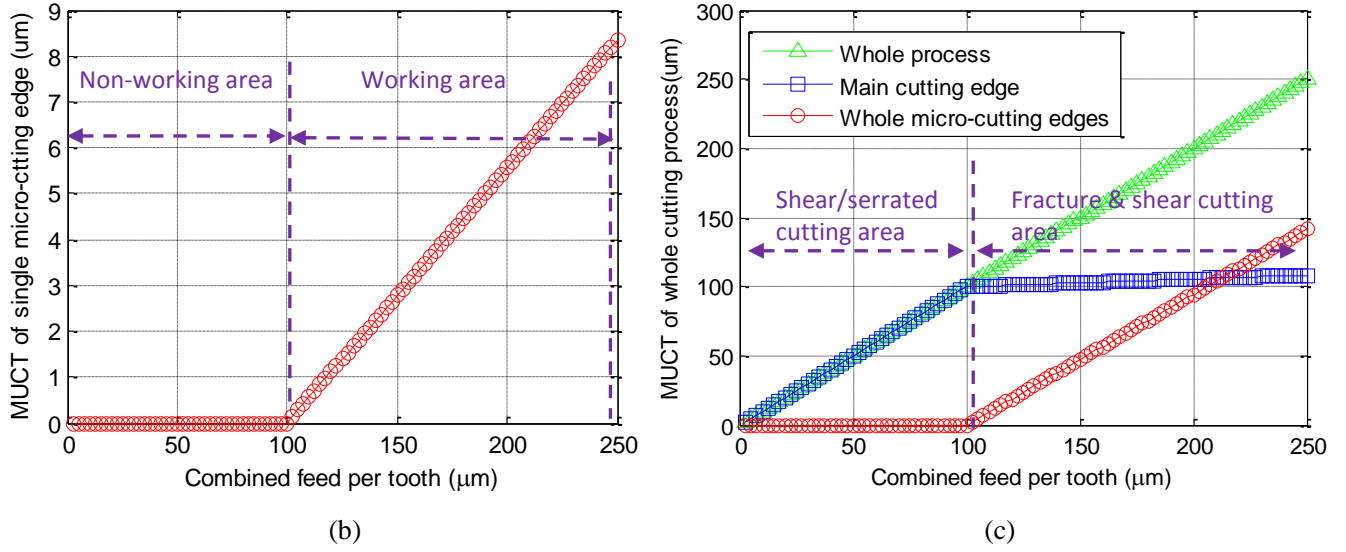 9
8
7
6
5
4
3
2
1
0
MUCT of single micro-ctting edge (um)
Non-working area
Working area
0
50
100
150
200
250
Combined feed per tooth (μm)
(b)
300
250
200
150
100
50
0
MUCT of whole cutting process(um)
Whole process
Main cutting edge
Whole micro-cutting edges
Shear/serrated
cutting area
Fracture & shear cutting
area
0
50
100
150
200
250
Combined feed per tooth (μm)
(c)